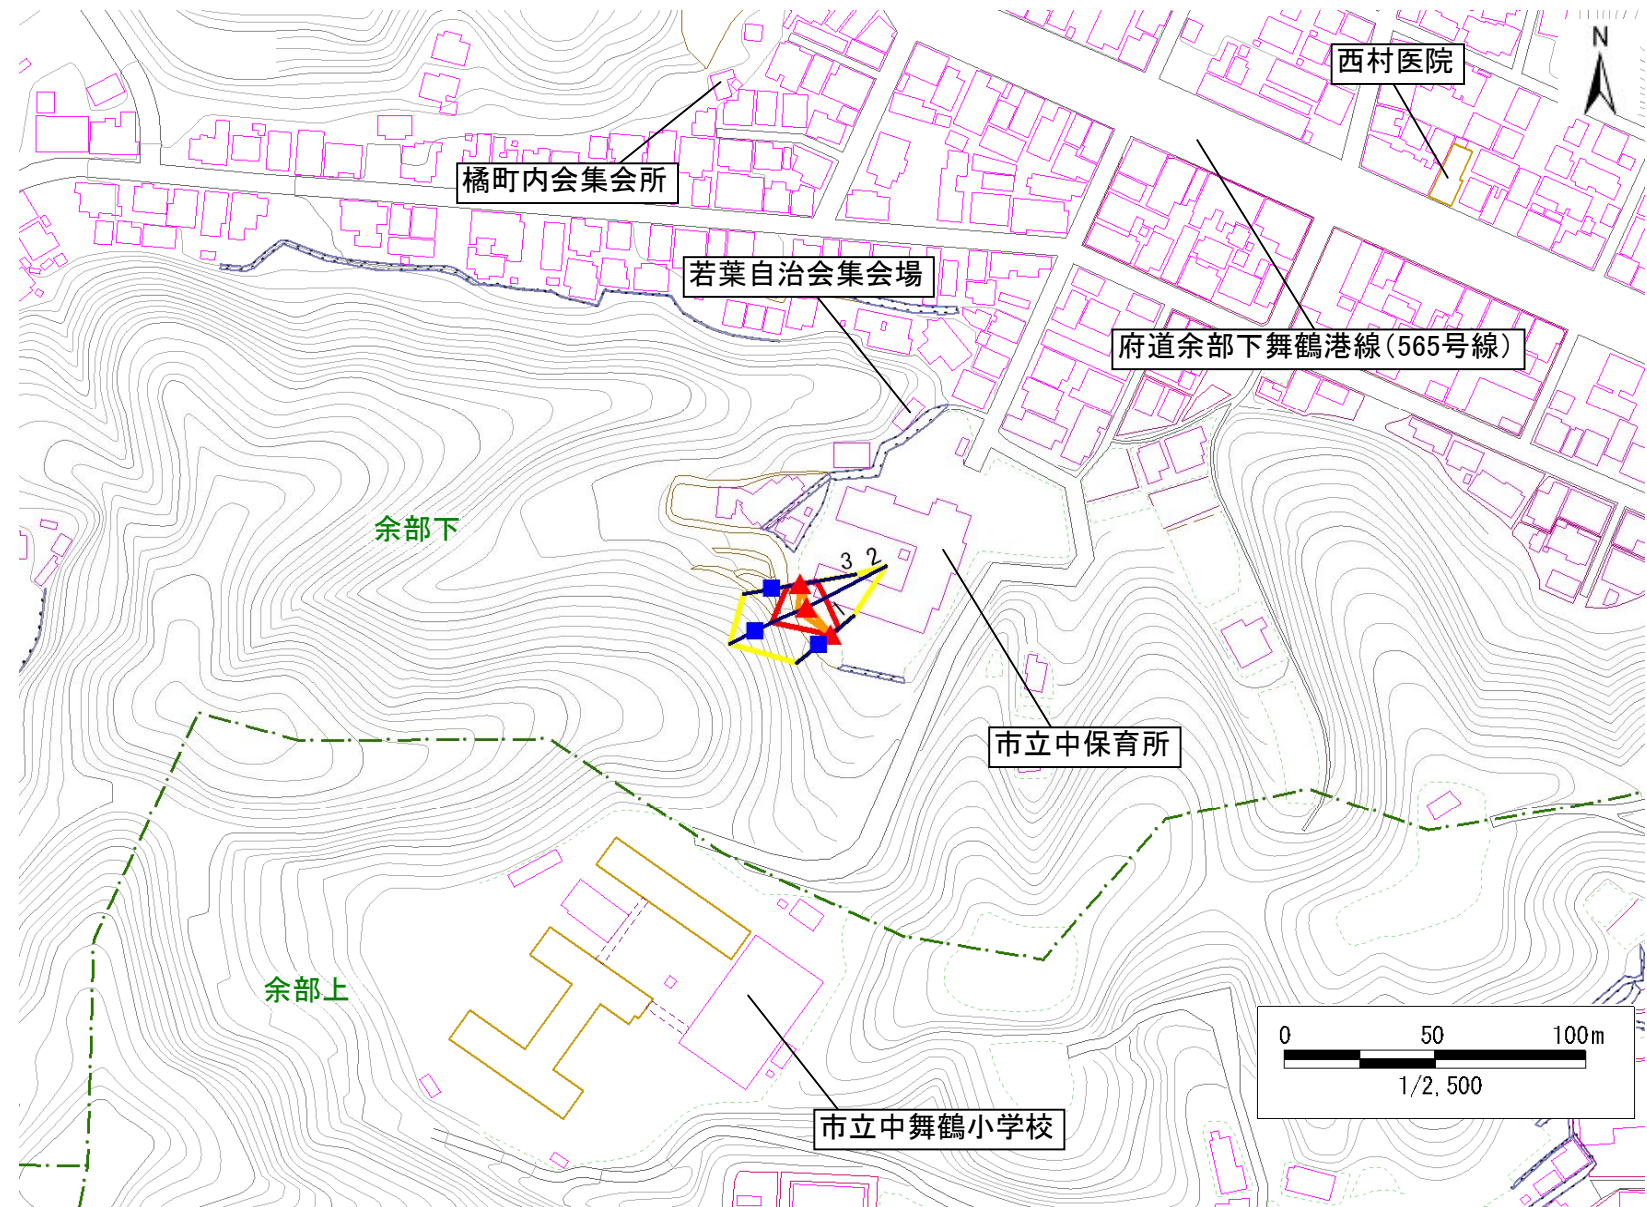 N
西村医院
橘町内会集会所
若葉自治会集会場
府道余部下舞鶴港線(565号線)
余部下
3
2
1
市立中保育所
余部上
0 50 100m
1/2,500
市立中舞鶴小学校